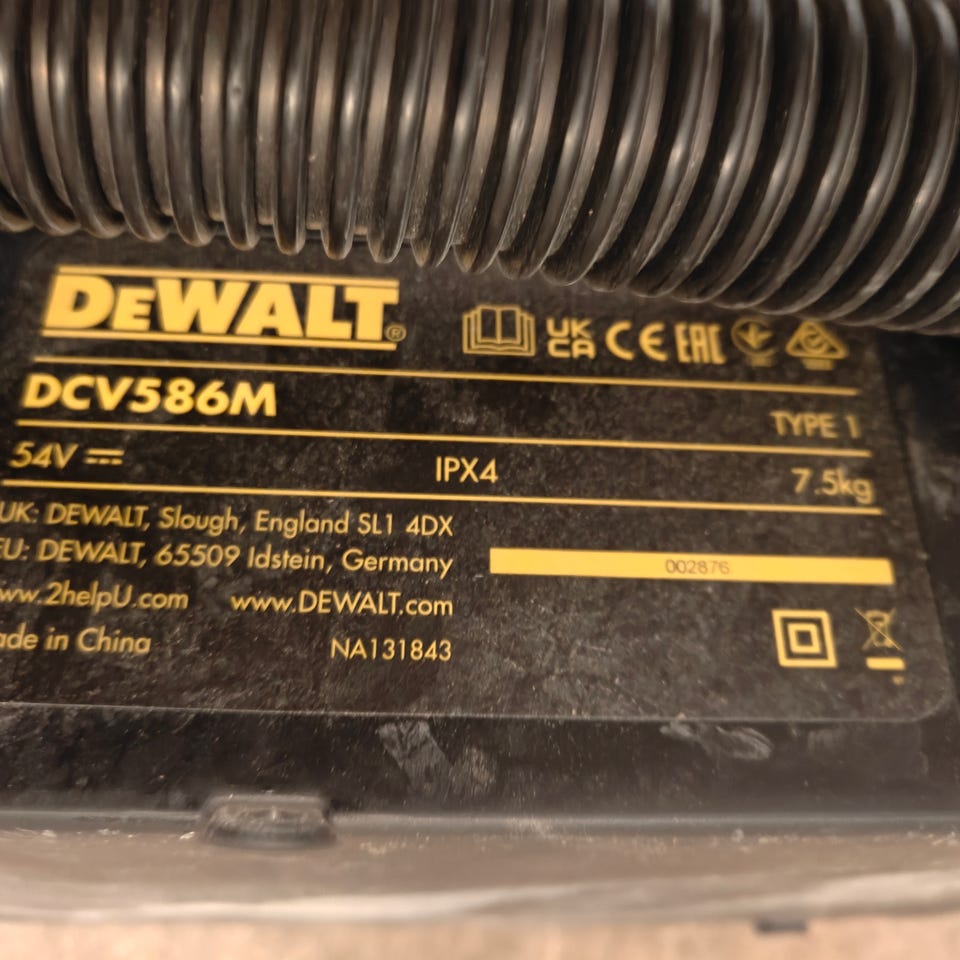 DEWALT®
UK CA CE EAC
DCV586M
TYPE 1
54V IPX4 7.5kg
UK: DEWALT, Slough, England SL1 4DX
EU: DEWALT, 65509 Idstein, Germany
002876
www.2helpU.com www.DEWALT.com
ade in China NA131843